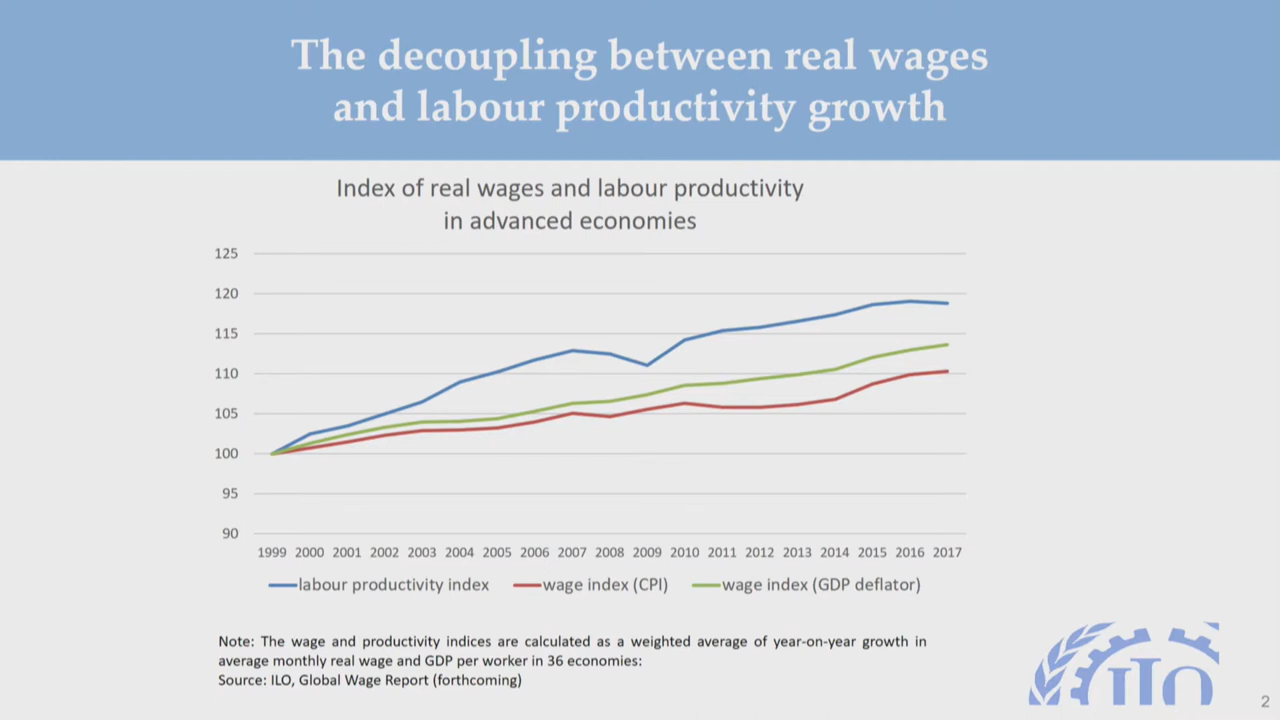 The decoupling between real wages
and labour productivity growth
Index of real wages and labour productivity
in advanced economies
125
120
115
110
105
100
95
90
1999 2000 2001 2002 2003 2004 2005 2006 2007 2008 2009 2010 2011 2012 2013 2014 2015 2016 2017
labour productivity index wage index (CPI) wage index (GDP deflator)
Note: The wage and productivity indices are calculated as a weighted average of year-on-year growth in
average monthly real wage and GDP per worker in 36 economies:
Source: ILO, Global Wage Report (forthcoming)
ILO
2